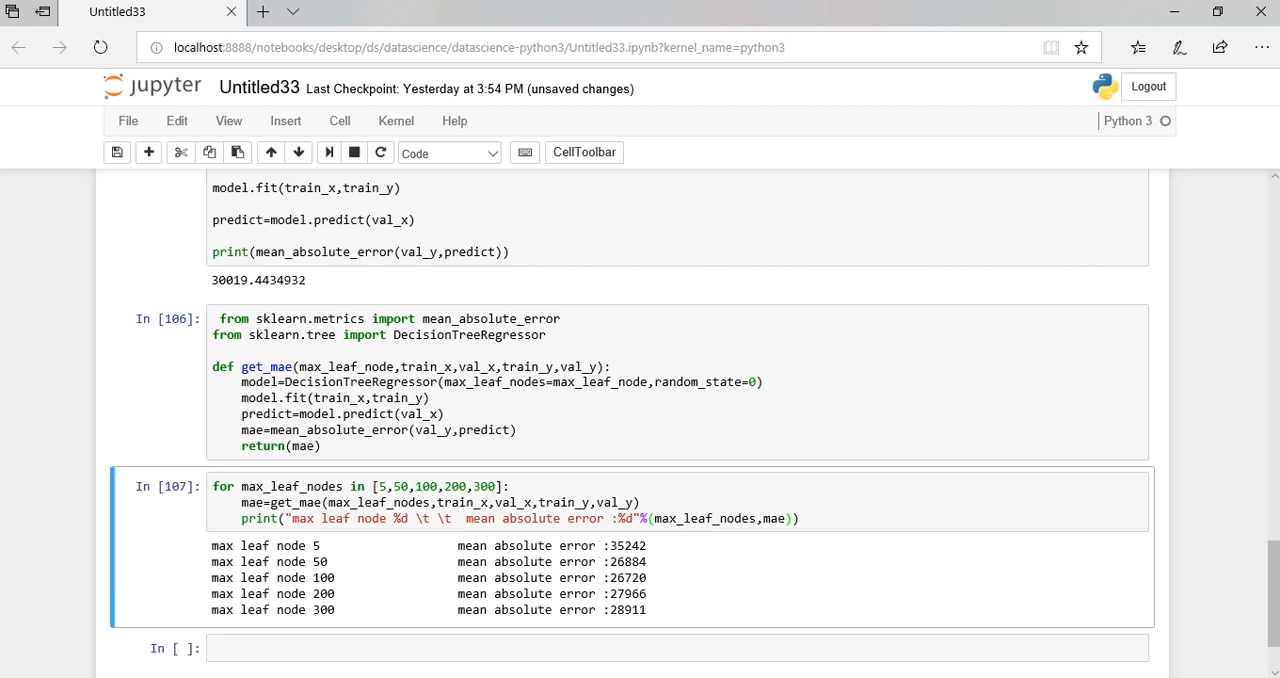 Untitled33
localhost:8888/notebooks/desktop/ds/datascience/datascience-python3/Untitled33.ipynb?kernel_name=python3
jupyter Untitled33 Last Checkpoint: Yesterday at 3:54 PM (unsaved changes)
Logout
File Edit View Insert Cell Kernel Help
Python 3
Code
CellToolbar
model.fit(train_x,train_y)
predict=model.predict(val_x)
print(mean_absolute_error(val_y,predict))
30019.4434932
In [106]: from sklearn.metrics import mean_absolute_error
from sklearn.tree import DecisionTreeRegressor
def get_mae(max_leaf_node,train_x,val_x,train_y,val_y):
model=DecisionTreeRegressor(max_leaf_nodes=max_leaf_node,random_state=0)
model.fit(train_x,train_y)
predict=model.predict(val_x)
mae=mean_absolute_error(val_y,predict)
return(mae)
In [107]: for max_leaf_nodes in [5,50,100,200,300]:
mae=get_mae(max_leaf_nodes,train_x,val_x,train_y,val_y)
print("max leaf node %d \t \t  mean absolute error :%d"%(max_leaf_nodes,mae))
max leaf node 5 mean absolute error :35242
max leaf node 50 mean absolute error :26884
max leaf node 100 mean absolute error :26720
max leaf node 200 mean absolute error :27966
max leaf node 300 mean absolute error :28911
In [ ]: